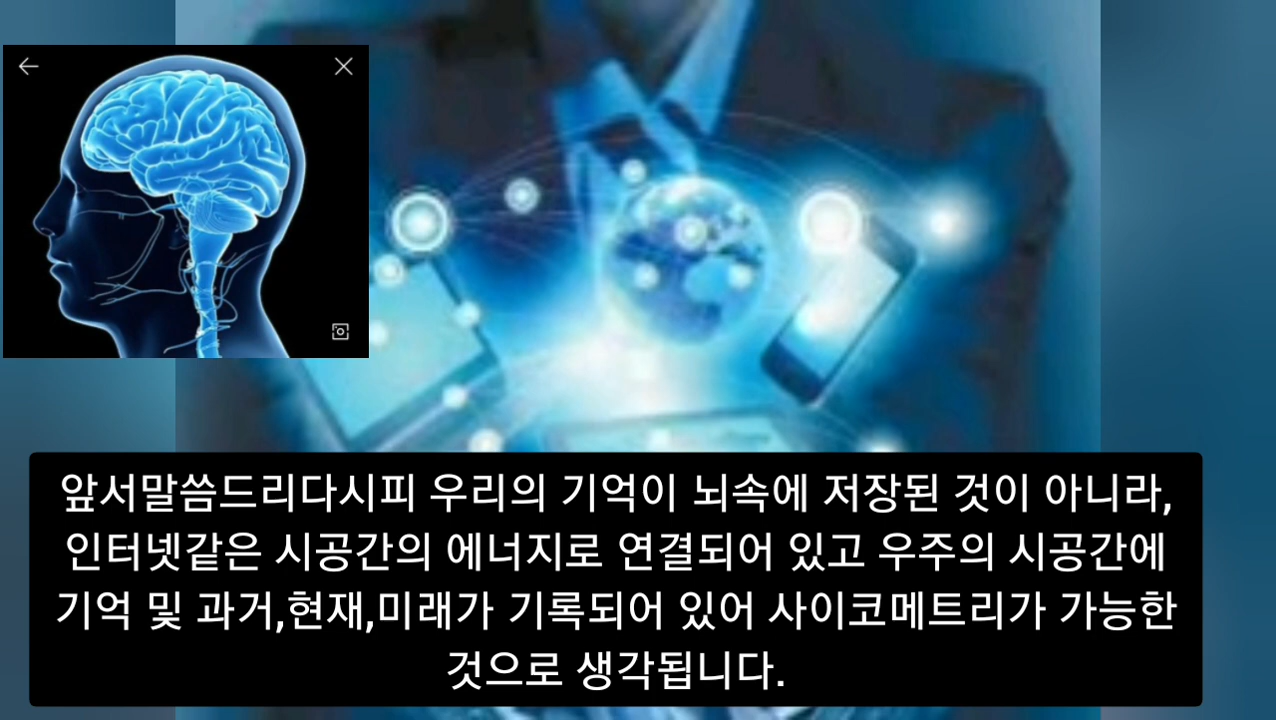 앞서말씀드리다시피 우리의 기억이 뇌속에 저장된 것이 아니라,
인터넷같은 시공간의 에너지로 연결되어 있고 우주의 시공간에
기억 및 과거,현재,미래가 기록되어 있어 사이코메트리가 가능한
것으로 생각됩니다.